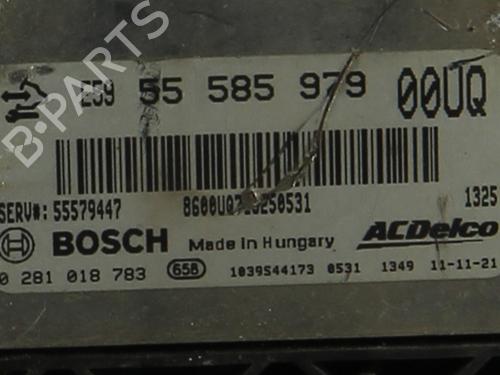 E59 55 585 979 00UQ
SERV#: 55579447 1325
BOSCH Made in Hungary ACDelco
0 281 018 783 658 1039S44173 0531 1349 11-11-21
B-PARTS